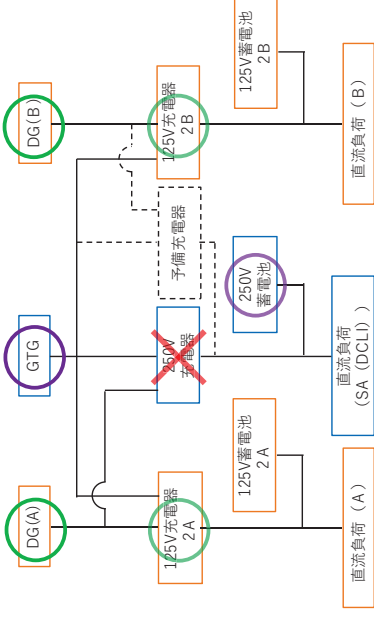 DG(A)
GTG
DG(B)
125V充電器
2A
250V
充電器
予備充電器
125V充電器
2B
125V蓄電池
2A
250V
蓄電池
125V蓄電池
2B
直流負荷（A）
直流負荷
（SA（DCLI））
直流負荷（B）